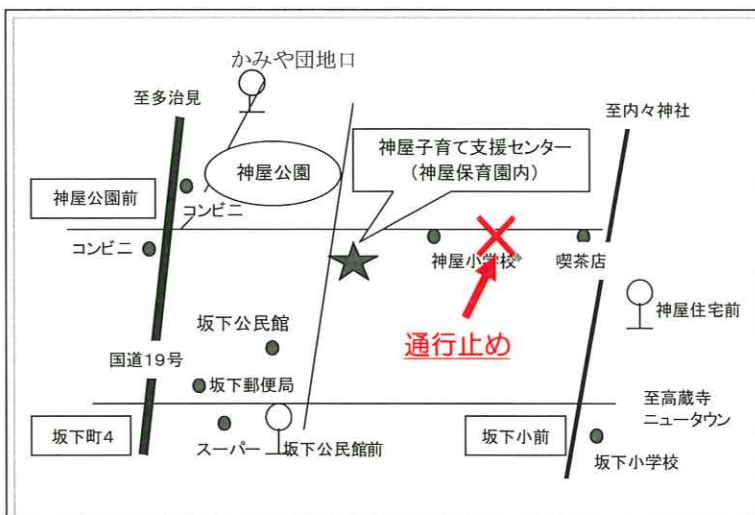 かみや団地口
至多治見
至内々神社
神屋子育て支援センター
（神屋保育園内）
神屋公園
神屋公園前
コンビニ
コンビニ
神屋小学校
喫茶店
神屋住宅前
通行止め
坂下公民館
国道19号
坂下郵便局
至高蔵寺
ニュータウン
坂下町4
スーパー
坂下公民館前
坂下小前
坂下小学校